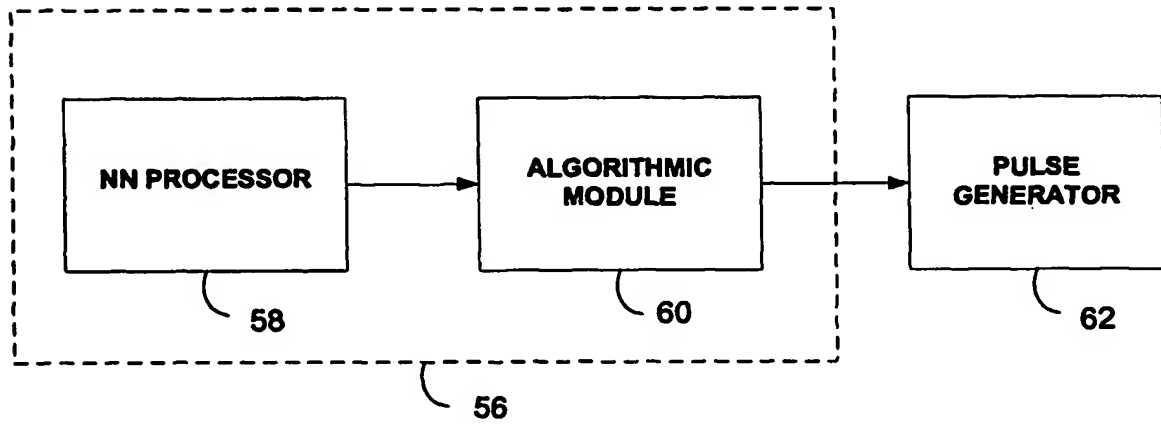 NN PROCESSOR
ALGORITHMIC
MODULE
PULSE
GENERATOR
58
60
62
56